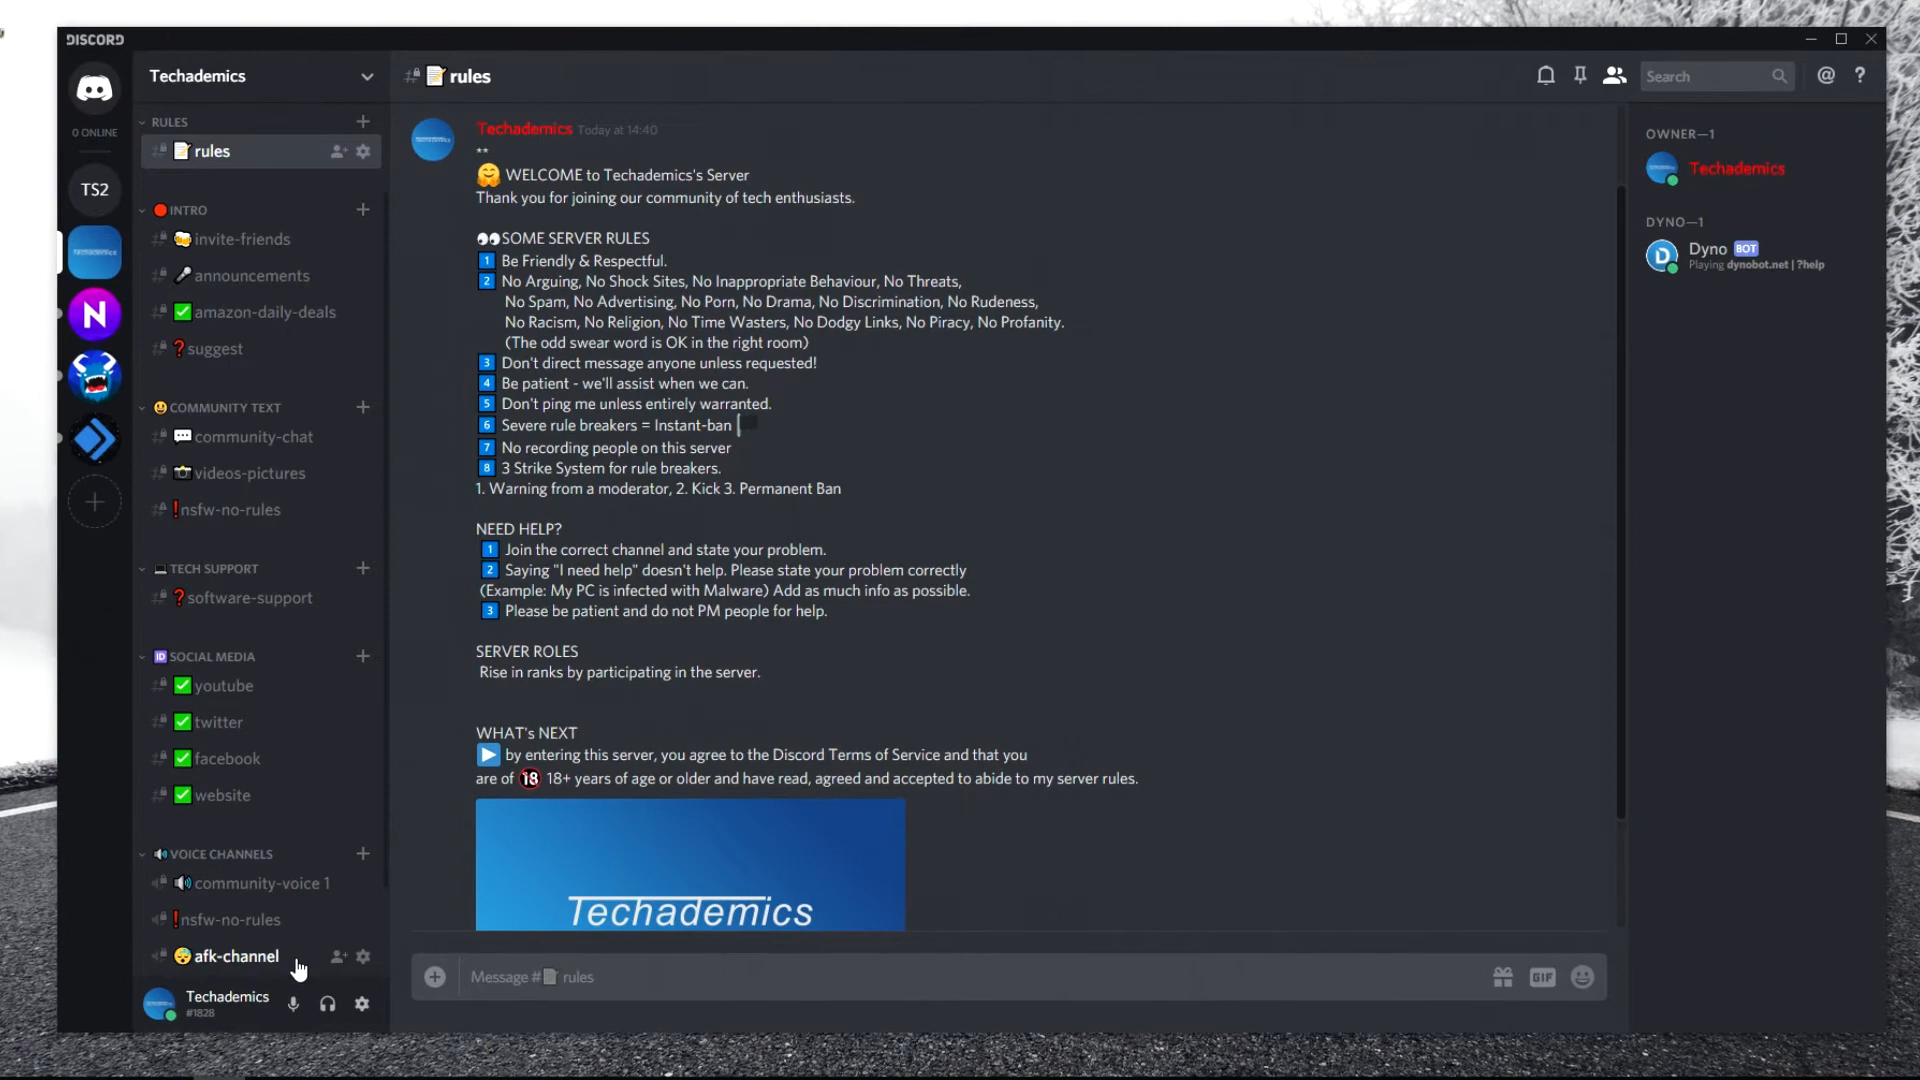 DISCORD
0 ONLINE
TS2
N
Techademics
RULES
rules
INTRO
invite-friends
announcements
amazon-daily-deals
suggest
COMMUNITY TEXT
community-chat
videos-pictures
nsfw-no-rules
TECH SUPPORT
software-support
SOCIAL MEDIA
youtube
twitter
facebook
website
VOICE CHANNELS
community-voice 1
nsfw-no-rules
afk-channel
Techademics
#1828
rules
Search
Techademics Today at 14:40
**
WELCOME to Techademics's Server
Thank you for joining our community of tech enthusiasts.
SOME SERVER RULES
1 Be Friendly & Respectful.
2 No Arguing, No Shock Sites, No Inappropriate Behaviour, No Threats,
No Spam, No Advertising, No Porn, No Drama, No Discrimination, No Rudeness,
No Racism, No Religion, No Time Wasters, No Dodgy Links, No Piracy, No Profanity.
(The odd swear word is OK in the right room)
3 Don't direct message anyone unless requested!
4 Be patient - we'll assist when we can.
5 Don't ping me unless entirely warranted.
6 Severe rule breakers = Instant-ban
7 No recording people on this server
8 3 Strike System for rule breakers.
1. Warning from a moderator, 2. Kick 3. Permanent Ban
NEED HELP?
1 Join the correct channel and state your problem.
2 Saying "I need help" doesn't help. Please state your problem correctly
(Example: My PC is infected with Malware) Add as much info as possible.
3 Please be patient and do not PM people for help.
SERVER ROLES
Rise in ranks by participating in the server.
WHAT's NEXT
by entering this server, you agree to the Discord Terms of Service and that you
are of 18 18+ years of age or older and have read, agreed and accepted to abide to my server rules.
Techademics
Message # rules
GIF
OWNER—1
Techademics
DYNO—1
Dyno BOT
Playing dynobot.net | ?help